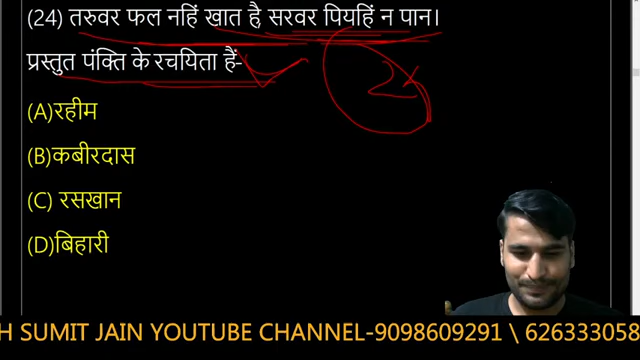 (24) तरुवर फल नहिं खात है सरवर पियहिं न पान।
प्रस्तुत पंक्ति के रचयिता हैं-
(A)रहीम
(B)कबीरदास
(C) रसखान
(D)बिहारी
H SUMIT JAIN YOUTUBE CHANNEL-9098609291 \ 626333058